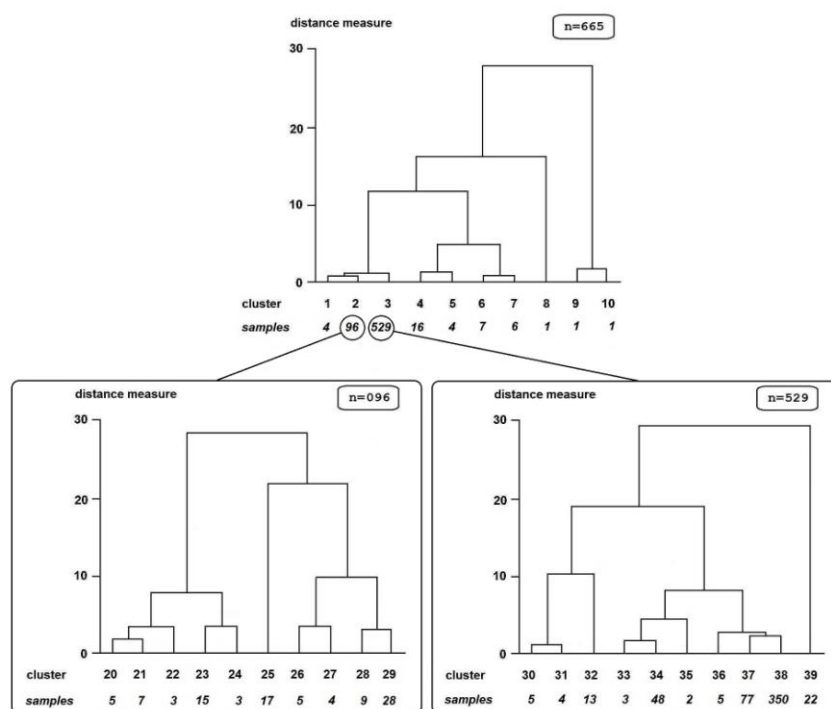 distance measure
n=665
30
20
10
0
cluster 1 2 3 4 5 6 7 8 9 10
samples 4 96 529 16 4 7 6 1 1 1
distance measure
n=096
30
20
10
0
cluster 20 21 22 23 24 25 26 27 28 29
samples 5 7 3 15 3 17 5 4 9 28
distance measure
n=529
30
20
10
0
cluster 30 31 32 33 34 35 36 37 38 39
samples 5 4 13 3 48 2 5 77 350 22